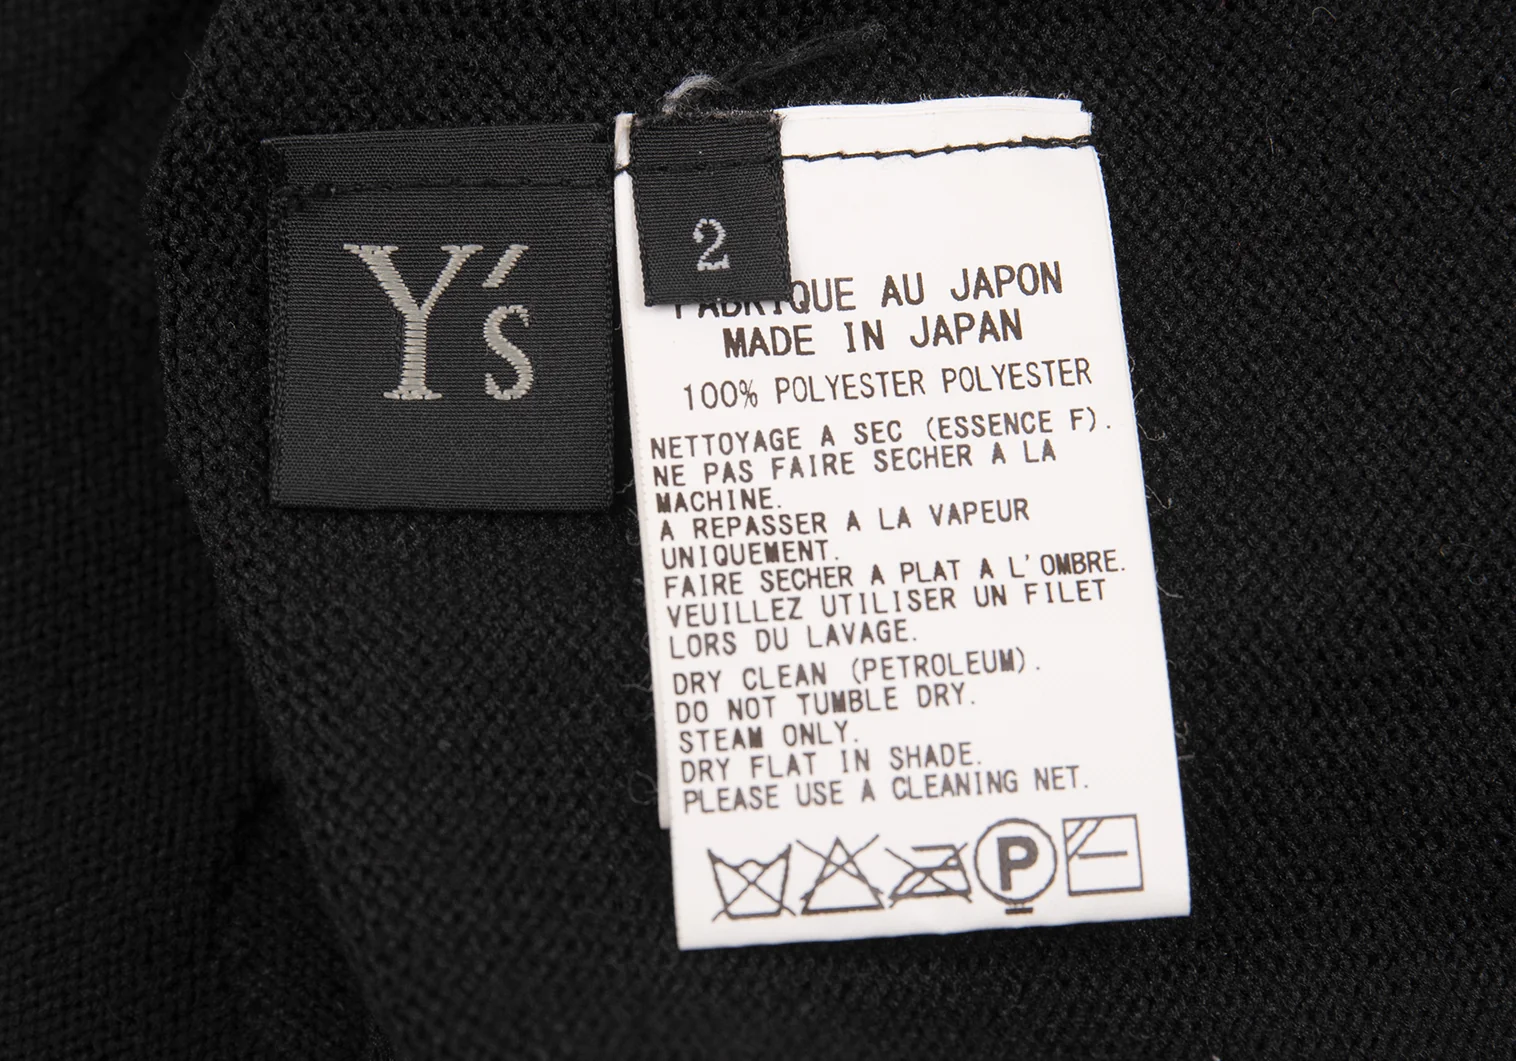 Y's
2
FABRIQUE AU JAPON
MADE IN JAPAN
100% POLYESTER POLYESTER
NETTOYAGE A SEC (ESSENCE F).
NE PAS FAIRE SECHER A LA
MACHINE.
A REPASSER A LA VAPEUR
UNIQUEMENT.
FAIRE SECHER A PLAT A L'OMBRE.
VEUILLEZ UTILISER UN FILET
LORS DU LAVAGE.
DRY CLEAN (PETROLEUM).
DO NOT TUMBLE DRY.
STEAM ONLY.
DRY FLAT IN SHADE.
PLEASE USE A CLEANING NET.
P